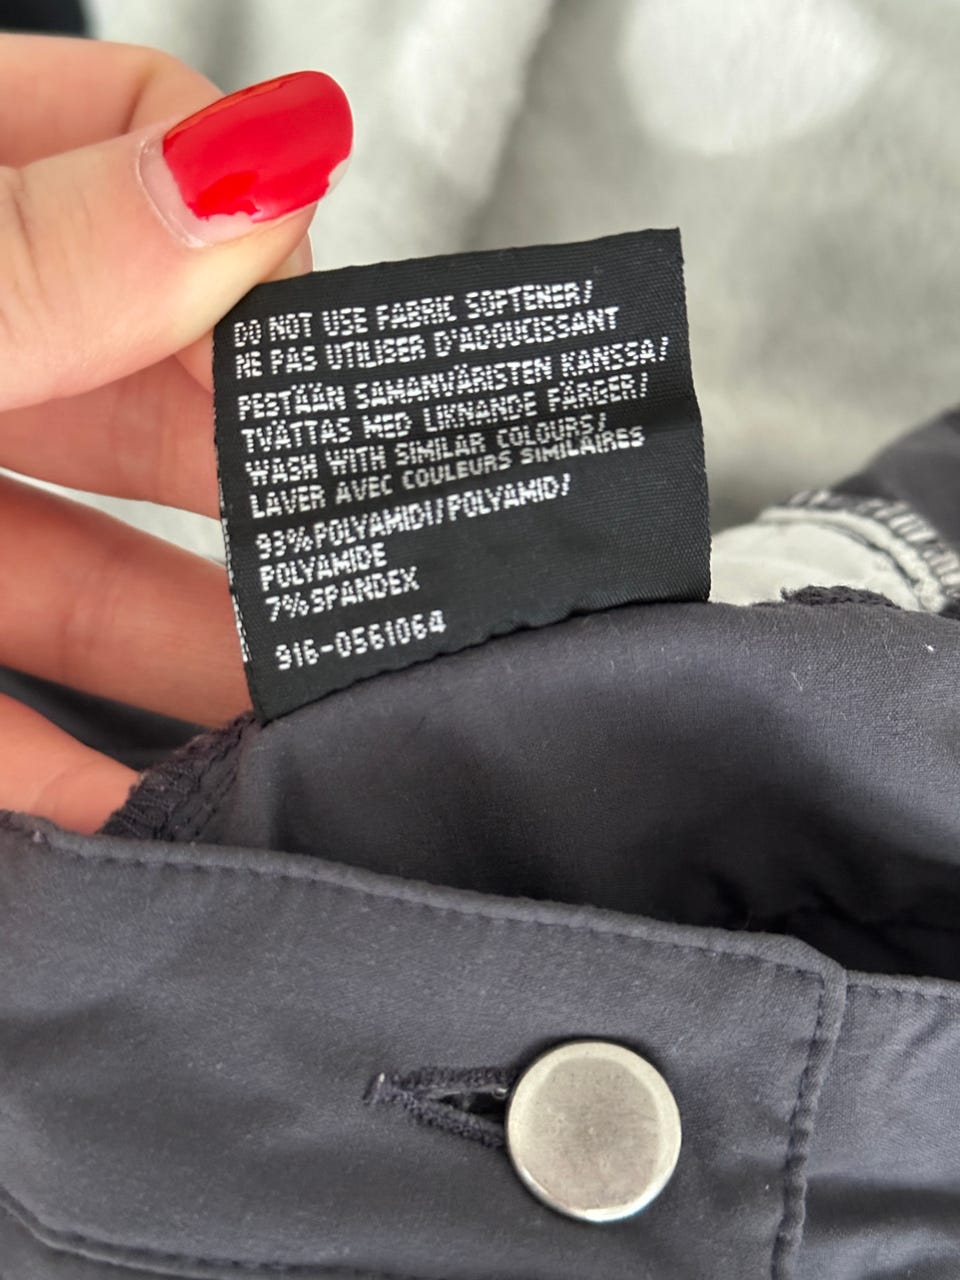 DO NOT USE FABRIC SOFTENER/
NE PAS UTILISER D'ADOUCISSANT
PESTÄÄN SAMANVÄRISTEN KANSSA/
TVÄTTAS MED LIKNANDE FÄRGER/
WASH WITH SIMILAR COLOURS/
LAVER AVEC COULEURS SIMILAIRES
93%POLYAMIDI/POLYAMID/
POLYAMIDE
7%SPANDEX
916-0561064